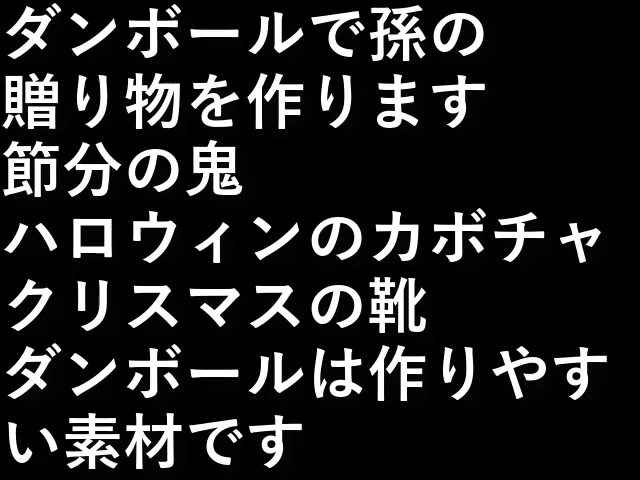 ダンボールで孫の
贈り物を作ります
節分の鬼
ハロウィンのカボチャ
クリスマスの靴
ダンボールは作りやす
い素材です